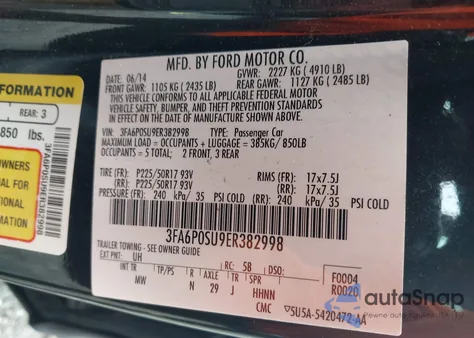 MFD. BY FORD MOTOR CO.
06/14 GVWR: 2227 KG ( 4910 LB)
FRONT GAWR: 1105 KG ( 2435 LB) REAR GAWR: 1127 KG ( 2485 LB)
THIS VEHICLE CONFORMS TO ALL APPLICABLE FEDERAL MOTOR
VEHICLE SAFETY, BUMPER, AND THEFT PREVENTION STANDARDS
IN EFFECT ON THE DATE OF MANUFACTURE SHOWN ABOVE.
VIN: 3FA6P0SU9ER382998 TYPE: Passenger Car
MAXIMUM LOAD = OCCUPANTS + LUGGAGE = 385KG/ 850LB
OCCUPANTS = 5 TOTAL; 2 FRONT, 3 REAR
TIRE (FR): P225/50R17 93V RIMS (FR): 17x7.5J
(RR): P225/50R17 93V (RR): 17x7.5J
PRESSURE (FR): 240 kPa/ 35 PSI COLD (RR): 240 kPa/ 35 PSI COLD
3FA6P0SU9ER382998
TRAILER TOWING - SEE OWNER GUIDE
EXT PNT: UH RC: 5B F0004
INT TR TP/PS R AXLE TR R0020
MW N 29 J HHNN
CMC 5U5A-5420472-AA
FORMATION
REAR: 3
850 lbs.
OWNERS
AL FOR
ONAL
ATION
3FA6P0SU9ER382998
autoSnap
Pewne auto